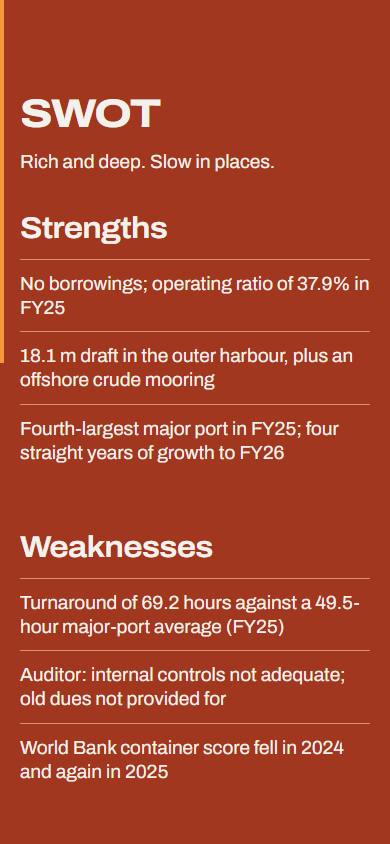 SWOT
Rich and deep. Slow in places.
Strengths
No borrowings; operating ratio of 37.9% in
FY25
18.1 m draft in the outer harbour, plus an
offshore crude mooring
Fourth-largest major port in FY25; four
straight years of growth to FY26
Weaknesses
Turnaround of 69.2 hours against a 49.5-
hour major-port average (FY25)
Auditor: internal controls not adequate;
old dues not provided for
World Bank container score fell in 2024
and again in 2025